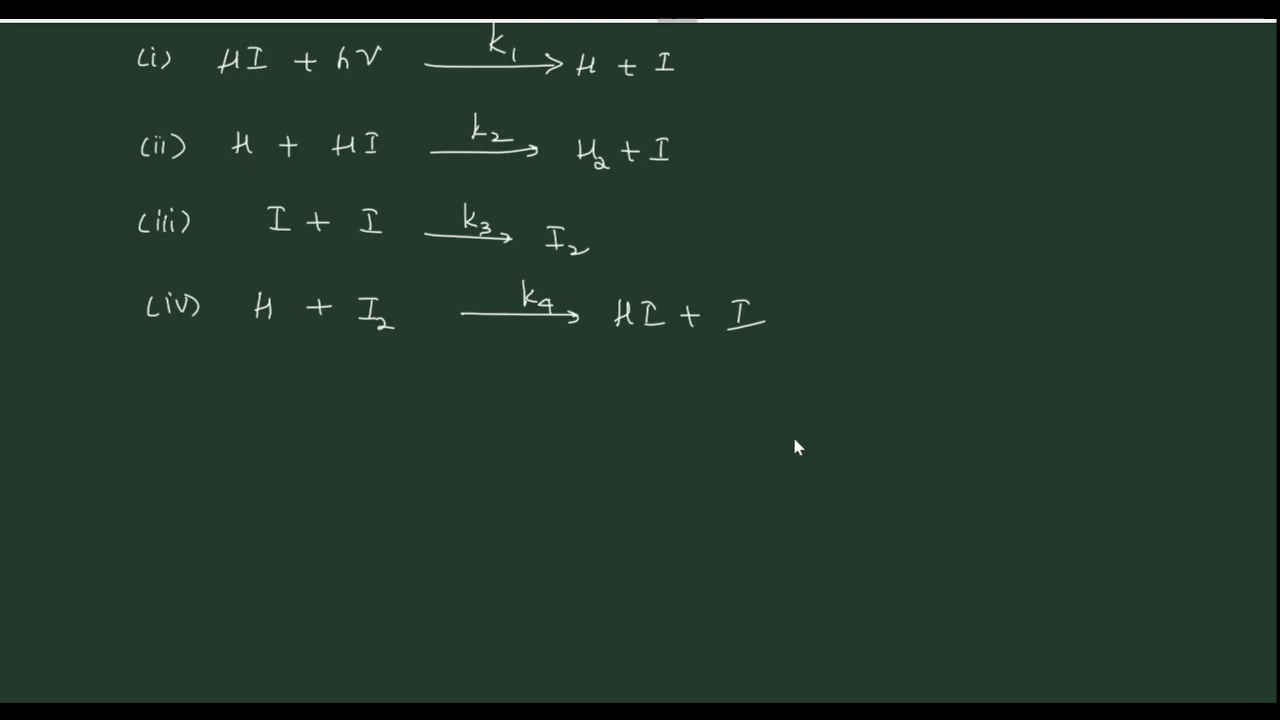 (i) HI + hν —k₁→ H + I
(ii) H + HI —k₂→ H₂ + I
(iii) I + I —k₃→ I₂
(iv) H + I₂ —k₄→ HI + I